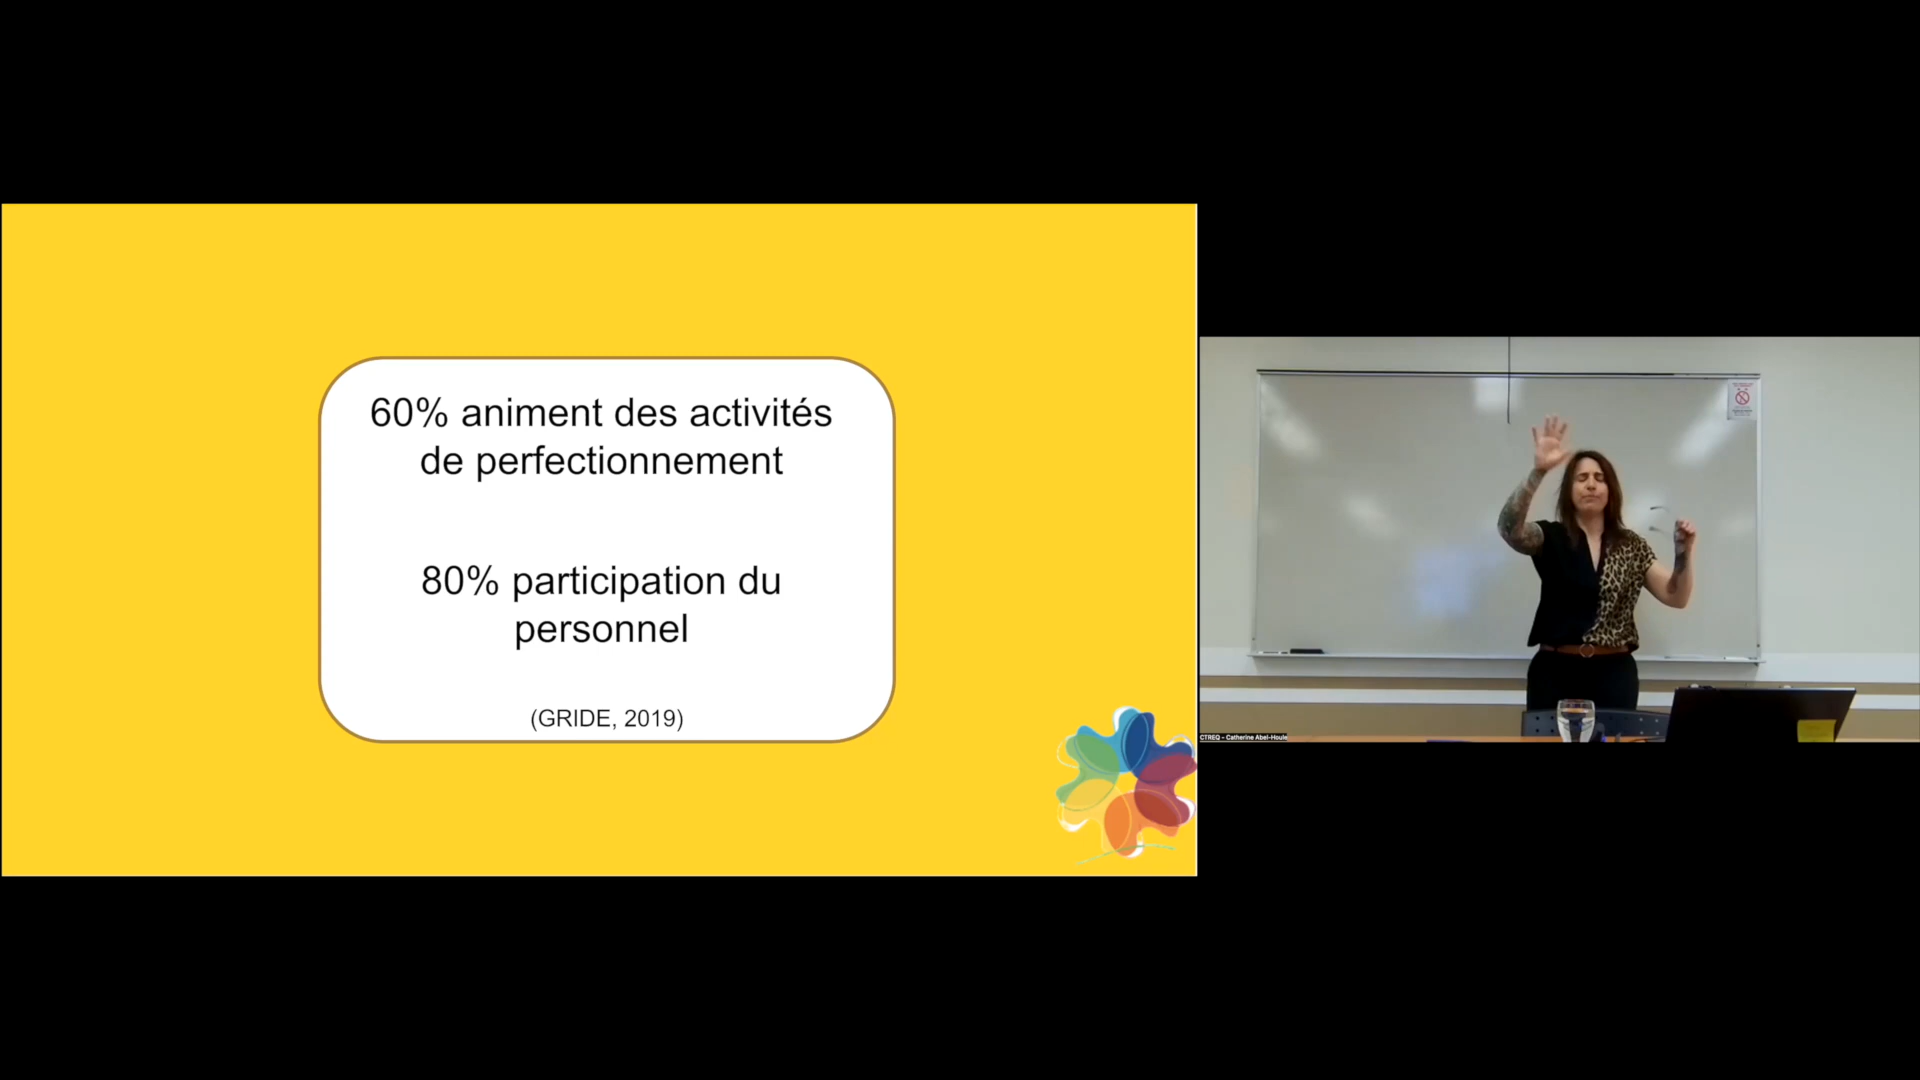 60% animent des activités
de perfectionnement
80% participation du
personnel
(GRIDE, 2019)
CTREQ - Catherine Abel-Houle